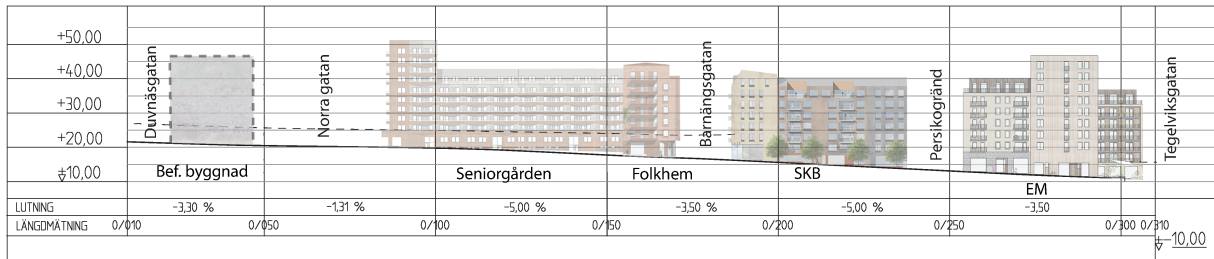 +50,00
+40,00
+30,00
+20,00
+10,00
Duvnäsgatan
Norra gatan
Barnängsgatan
Persikogränd
Tegelviksgatan
Bef. byggnad
Seniorgården
Folkhem
SKB
EM
LUTNING -3,30 % -1,31 % -5,00 % -3,50 % -5,00 % -3,50
LÄNGDMÄTNING 0/010 0/050 0/100 0/150 0/200 0/250 0/300 0/310
-10,00